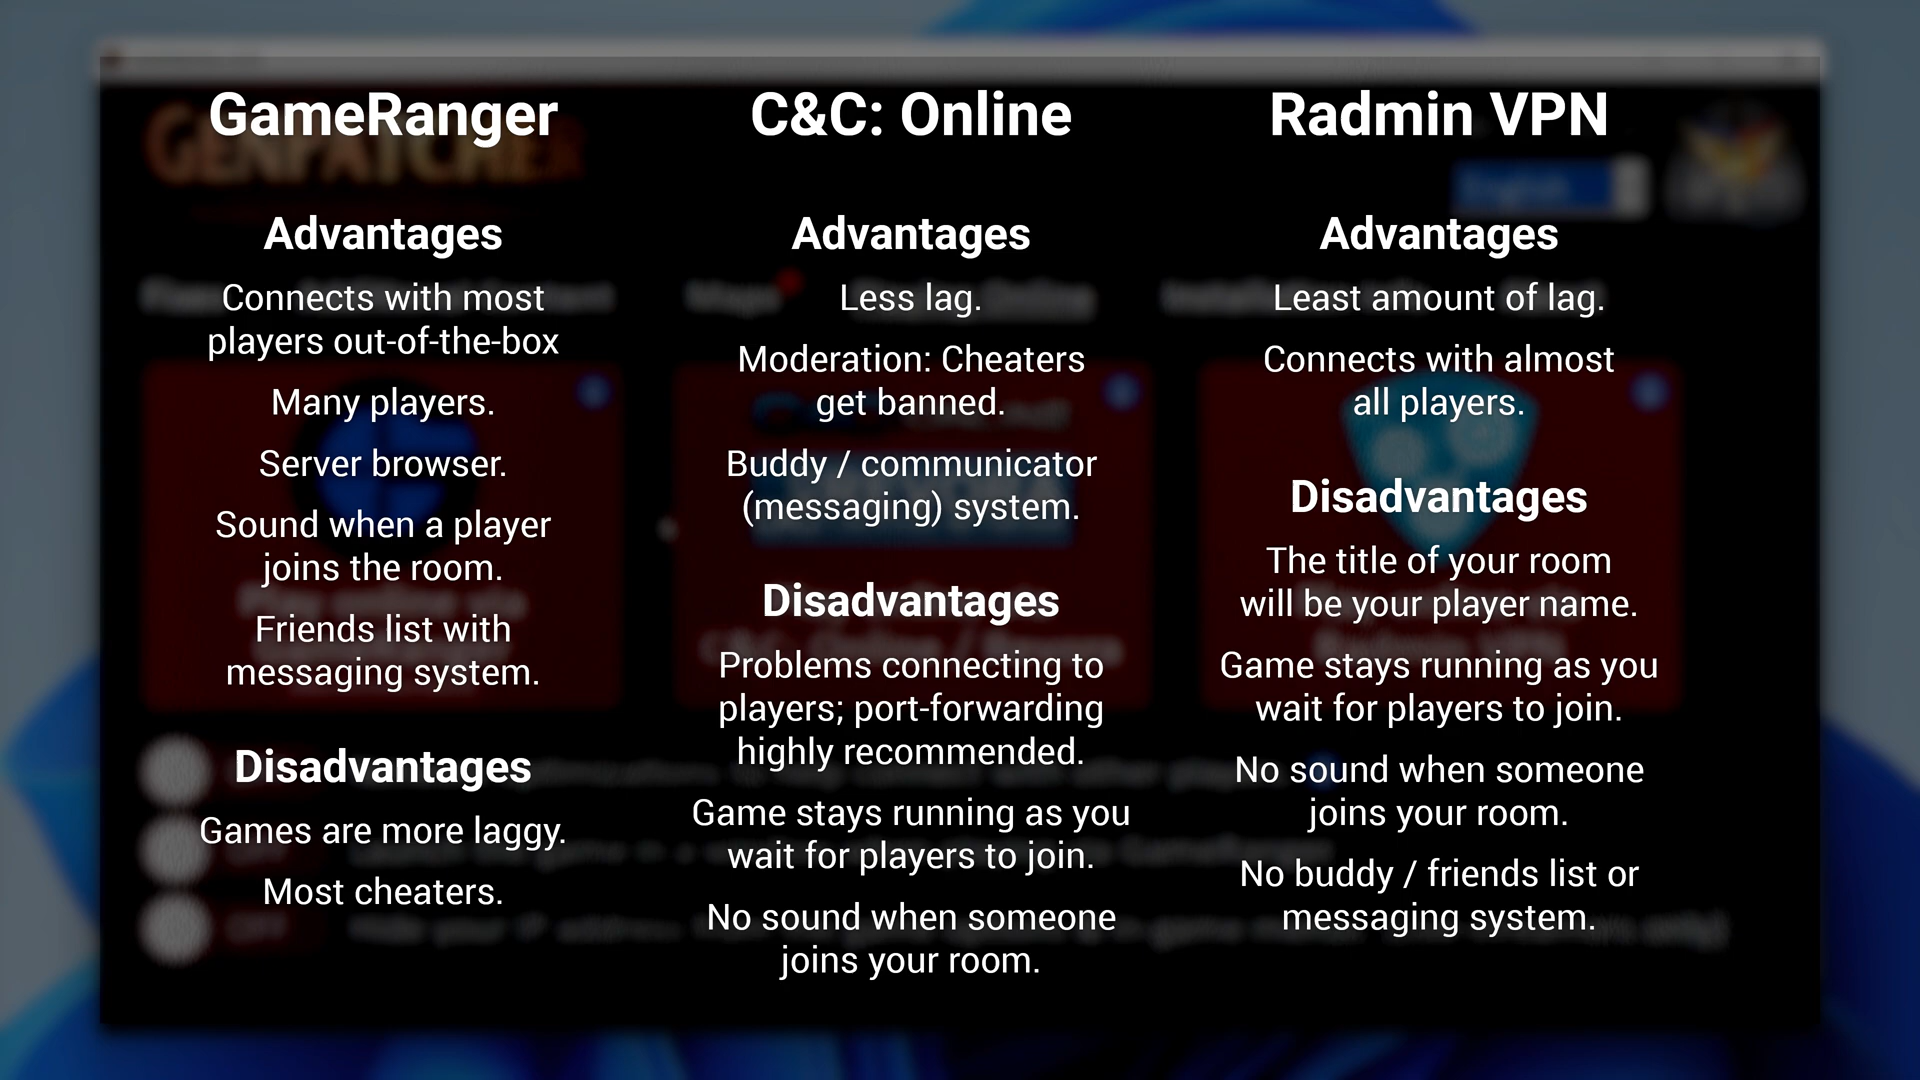 GameRanger
Advantages
Connects with most
players out-of-the-box
Many players.
Server browser.
Sound when a player
joins the room.
Friends list with
messaging system.
Disadvantages
Games are more laggy.
Most cheaters.
C&C: Online
Advantages
Less lag.
Moderation: Cheaters
get banned.
Buddy / communicator
(messaging) system.
Disadvantages
Problems connecting to
players; port-forwarding
highly recommended.
Game stays running as you
wait for players to join.
No sound when someone
joins your room.
Radmin VPN
Advantages
Least amount of lag.
Connects with almost
all players.
Disadvantages
The title of your room
will be your player name.
Game stays running as you
wait for players to join.
No sound when someone
joins your room.
No buddy / friends list or
messaging system.
GENPATCHER
English